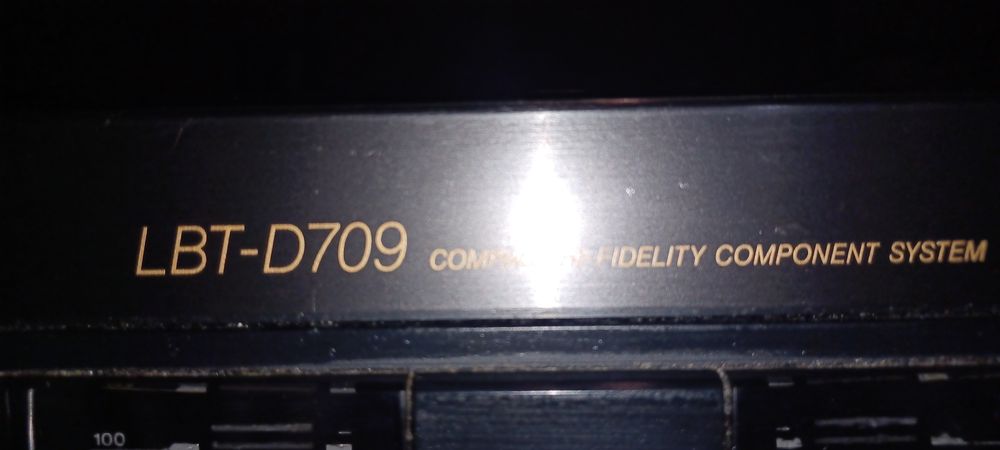 LBT-D709 FIDELITY COMPONENT SYSTEM
100